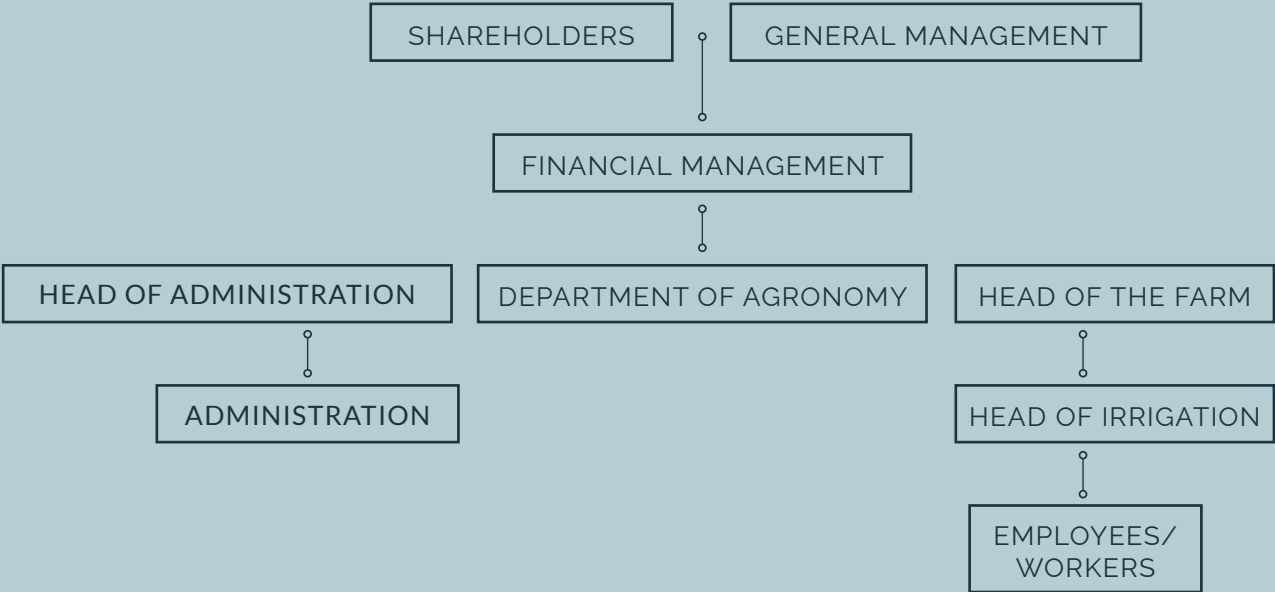 SHAREHOLDERS
GENERAL MANAGEMENT
FINANCIAL MANAGEMENT
HEAD OF ADMINISTRATION
DEPARTMENT OF AGRONOMY
HEAD OF THE FARM
ADMINISTRATION
HEAD OF IRRIGATION
EMPLOYEES/
WORKERS